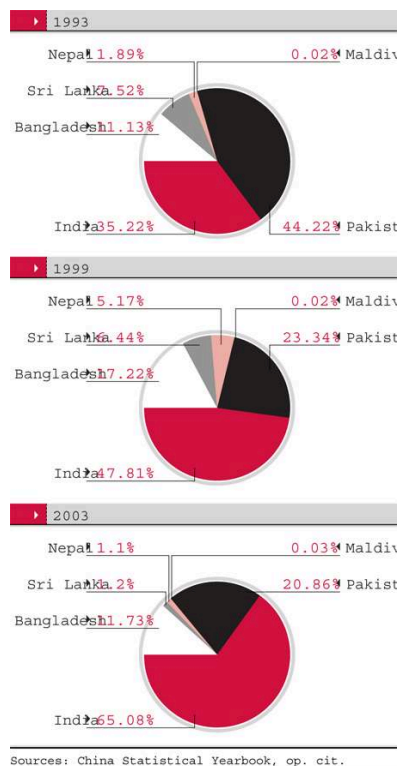 1993
Nepal 1.89% 0.02% Maldiv
Sri Lanka 7.52%
Bangladesh 11.13%
India 35.22% 44.22% Pakist
1999
Nepal 5.17% 0.02% Maldiv
Sri Lanka 6.44% 23.34% Pakist
Bangladesh 17.22%
India 47.81%
2003
Nepal 1.1% 0.03% Maldiv
Sri Lanka 1.2% 20.86% Pakist
Bangladesh 11.73%
India 65.08%
Sources: China Statistical Yearbook, op. cit.